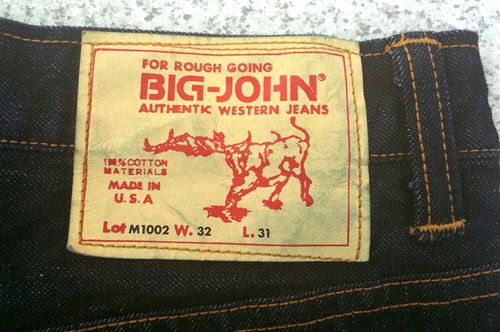 FOR ROUGH GOING
BIG-JOHN®
AUTHENTIC WESTERN JEANS
100% COTTON
MATERIALS
MADE IN
U.S.A
Lot M1002 W. 32 L. 31